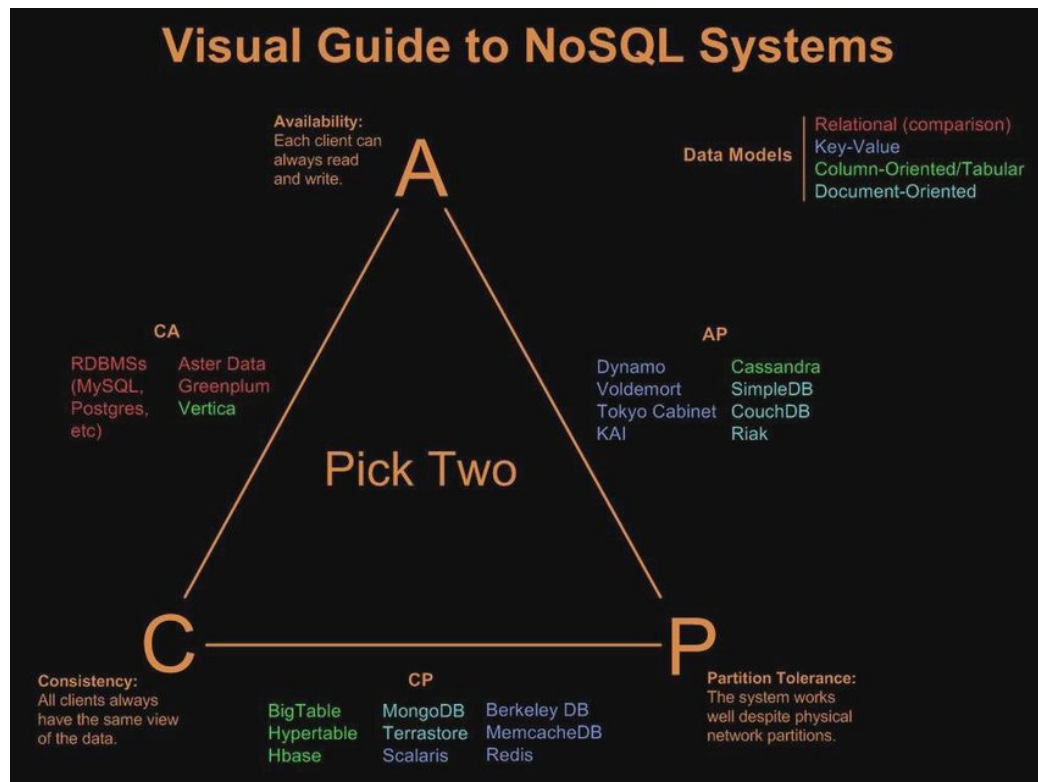 Visual Guide to NoSQL Systems
Availability:
Each client can
always read
and write.
A
Data Models
Relational (comparison)
Key-Value
Column-Oriented/Tabular
Document-Oriented
CA
RDBMSs
(MySQL,
Postgres,
etc)
Aster Data
Greenplum
Vertica
AP
Dynamo
Voldemort
Tokyo Cabinet
KAI
Cassandra
SimpleDB
CouchDB
Riak
Pick Two
C
Consistency:
All clients always
have the same view
of the data.
P
Partition Tolerance:
The system works
well despite physical
network partitions.
CP
BigTable
Hypertable
Hbase
MongoDB
Terrastore
Scalaris
Berkeley DB
MemcacheDB
Redis